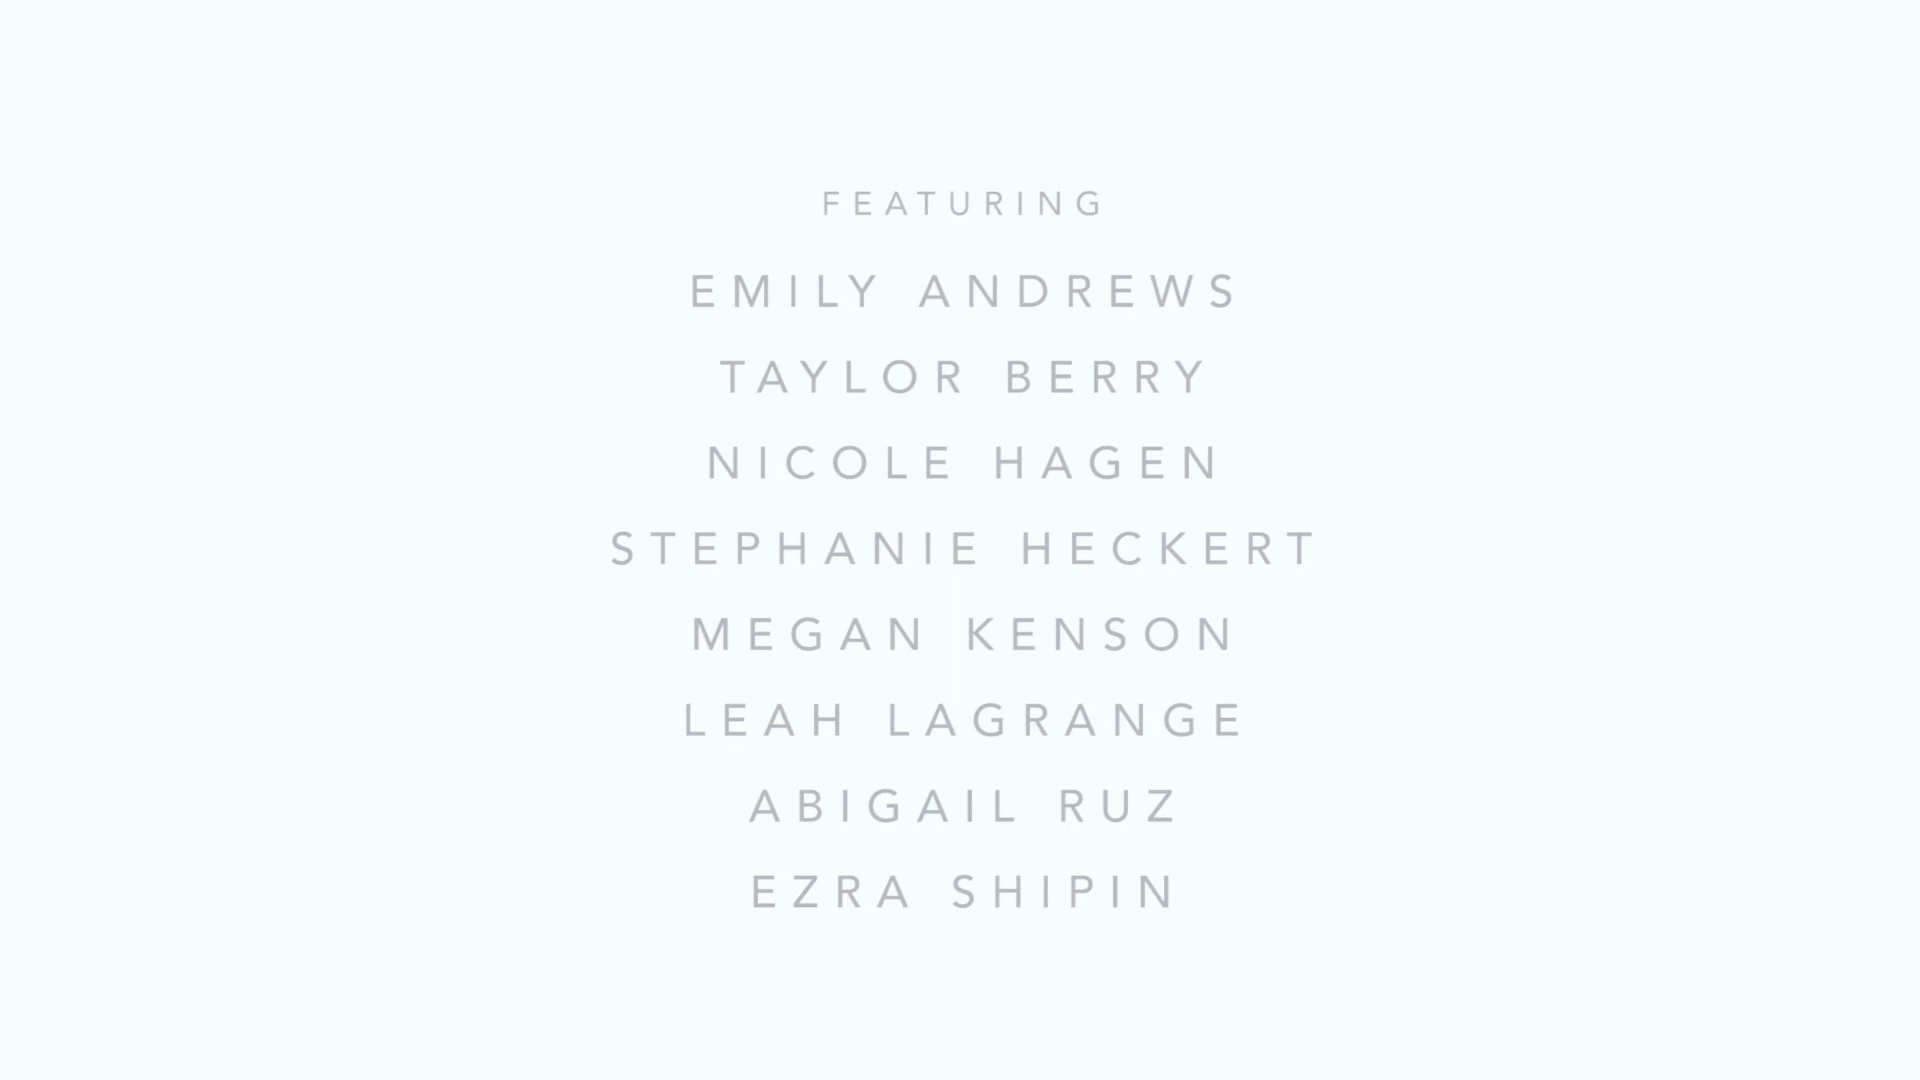 FEATURING
EMILY ANDREWS
TAYLOR BERRY
NICOLE HAGEN
STEPHANIE HECKERT
MEGAN KENSON
LEAH LAGRANGE
ABIGAIL RUZ
EZRA SHIPIN